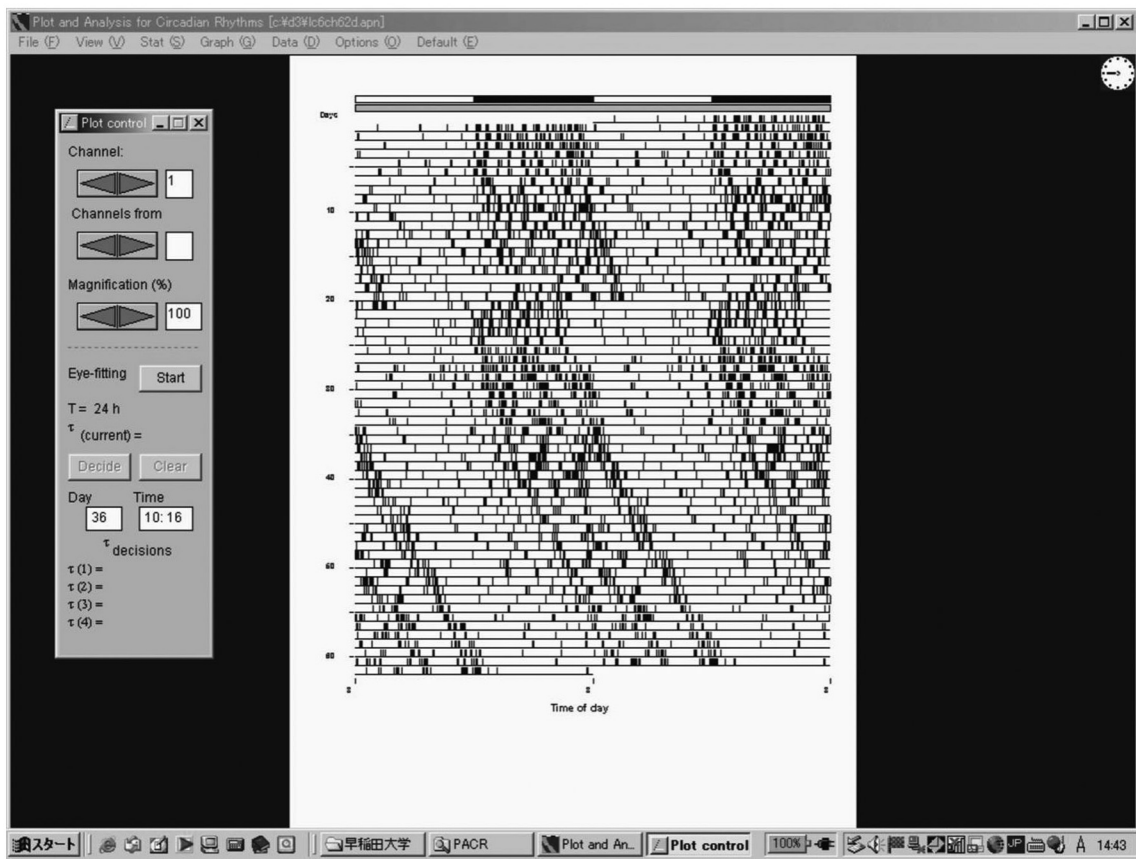 Plot and Analysis for Circadian Rhythms [c:¥d3¥lc6ch62d.apn]
File (F) View (V) Stat (S) Graph (G) Data (D) Options (O) Default (E)
Plot control
Channel:
1
Channels from
Magnification (%)
100
Eye-fitting Start
T = 24 h
τ (current) =
Decide Clear
Day Time
36 10:16
τ decisions
τ (1) =
τ (2) =
τ (3) =
τ (4) =
Days
10
20
40
Time of day
スタート 早稲田大学 PACR Plot and An... Plot control 100% JP A 14:43